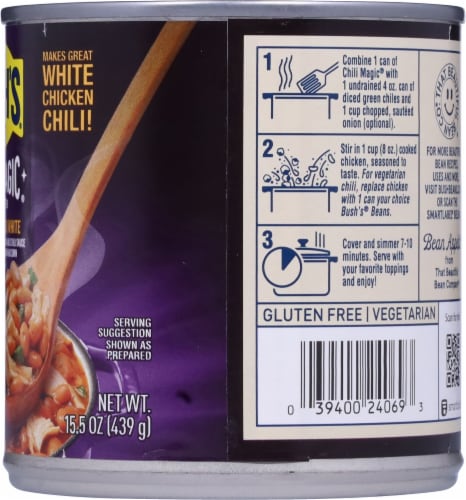 MAKES GREAT
WHITE
CHICKEN
CHILI!
WHITE
SERVING
SUGGESTION
SHOWN AS
PREPARED
NET WT.
15.5 OZ (439 g)
1
Combine 1 can of
Chili Magic® with
1 undrained 4 oz. can of
diced green chiles and
1 cup chopped, sautéed
onion (optional).
2
Stir in 1 cup (8 oz.) cooked
chicken, seasoned to
taste. For vegetarian
chili, replace chicken
with 1 can your choice
Bush's® Beans.
3
Cover and simmer 7-10
minutes. Serve with
your favorite toppings
and enjoy!
GLUTEN FREE | VEGETARIAN
0 39400 24069 3
THAT BEAU
FOR MORE BEAU
BEAN RECIPES,
USES AND MORE
VISIT
OR SCAN
SMARTLABEL
Bean Appé
from
That Beautiful
Bean Company